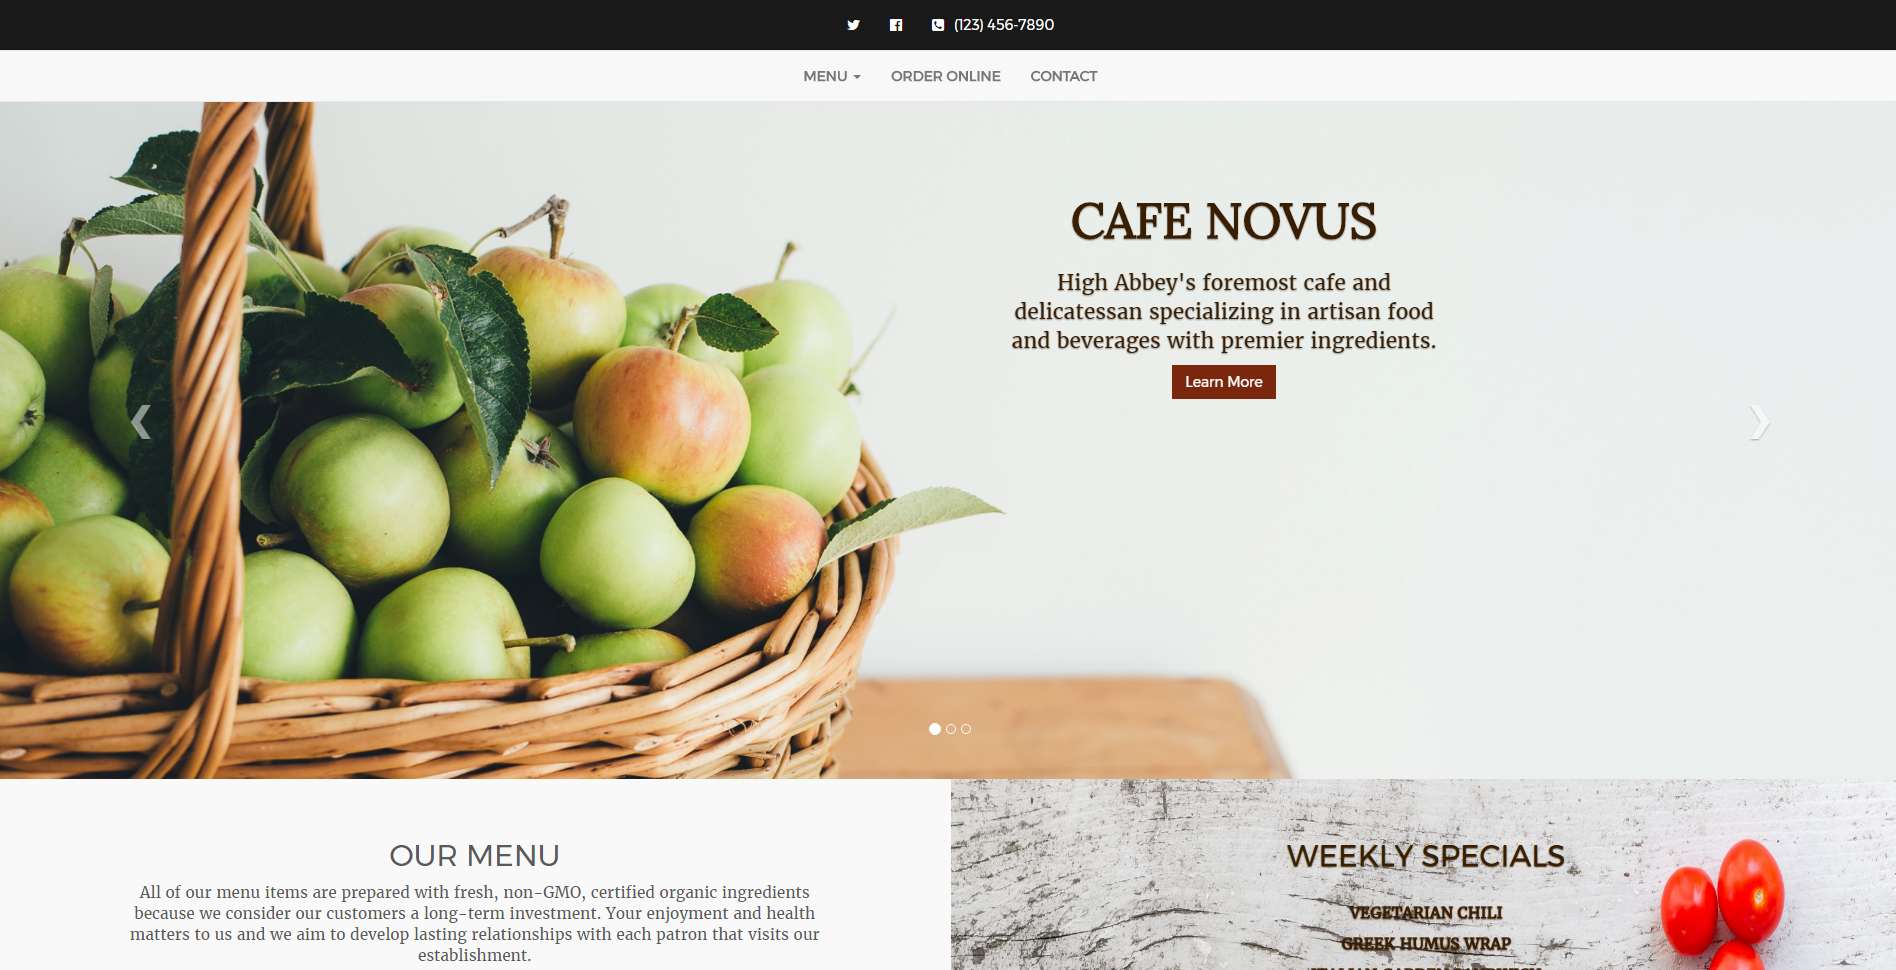 (123) 456-7890
MENU ORDER ONLINE CONTACT
CAFE NOVUS
High Abbey's foremost cafe and
delicatessan specializing in artisan food
and beverages with premier ingredients.
Learn More
OUR MENU
All of our menu items are prepared with fresh, non-GMO, certified organic ingredients
because we consider our customers a long-term investment. Your enjoyment and health
matters to us and we aim to develop lasting relationships with each patron that visits our
establishment.
WEEKLY SPECIALS
VEGETARIAN CHILI
GREEK HUMUS WRAP